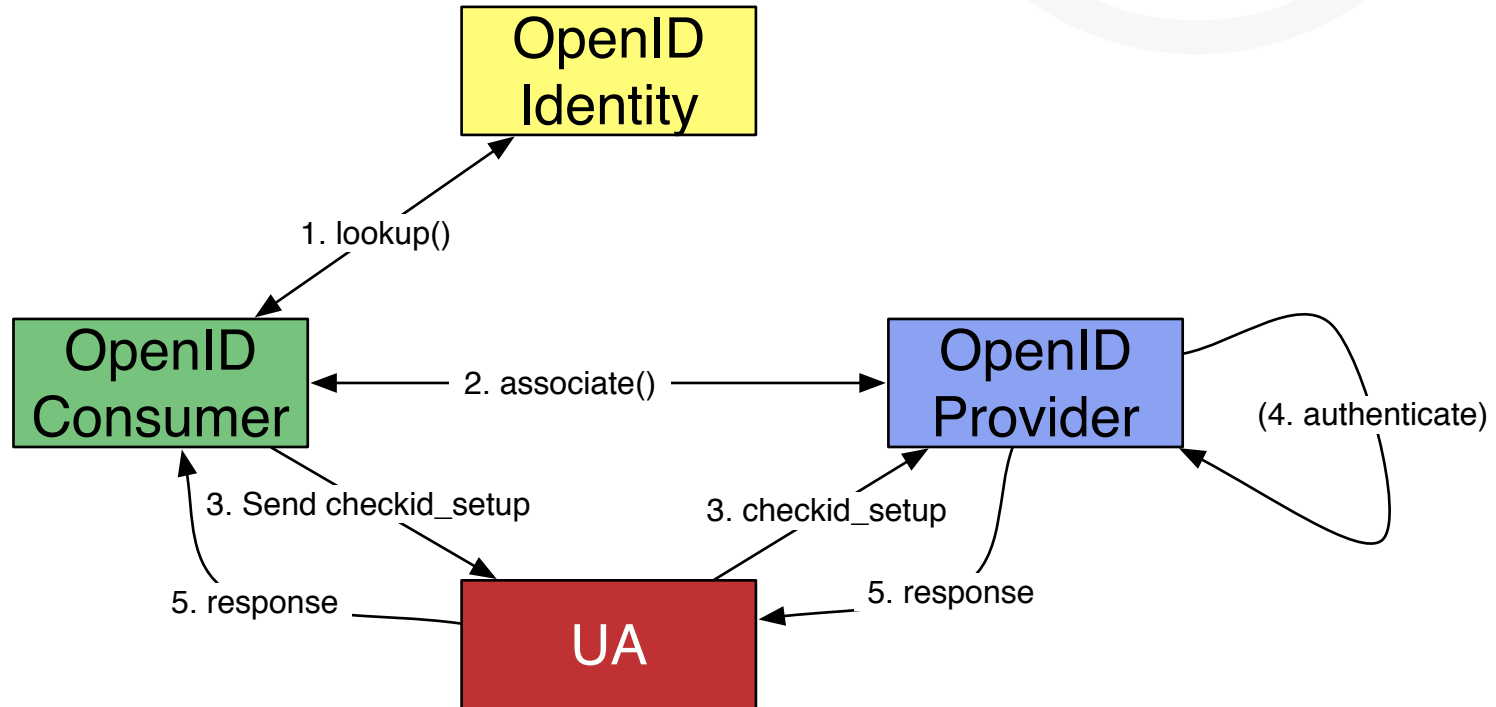 OpenID
Identity
1. lookup()
OpenID
Consumer
2. associate()
OpenID
Provider
(4. authenticate)
3. Send checkid_setup
3. checkid_setup
5. response
5. response
UA